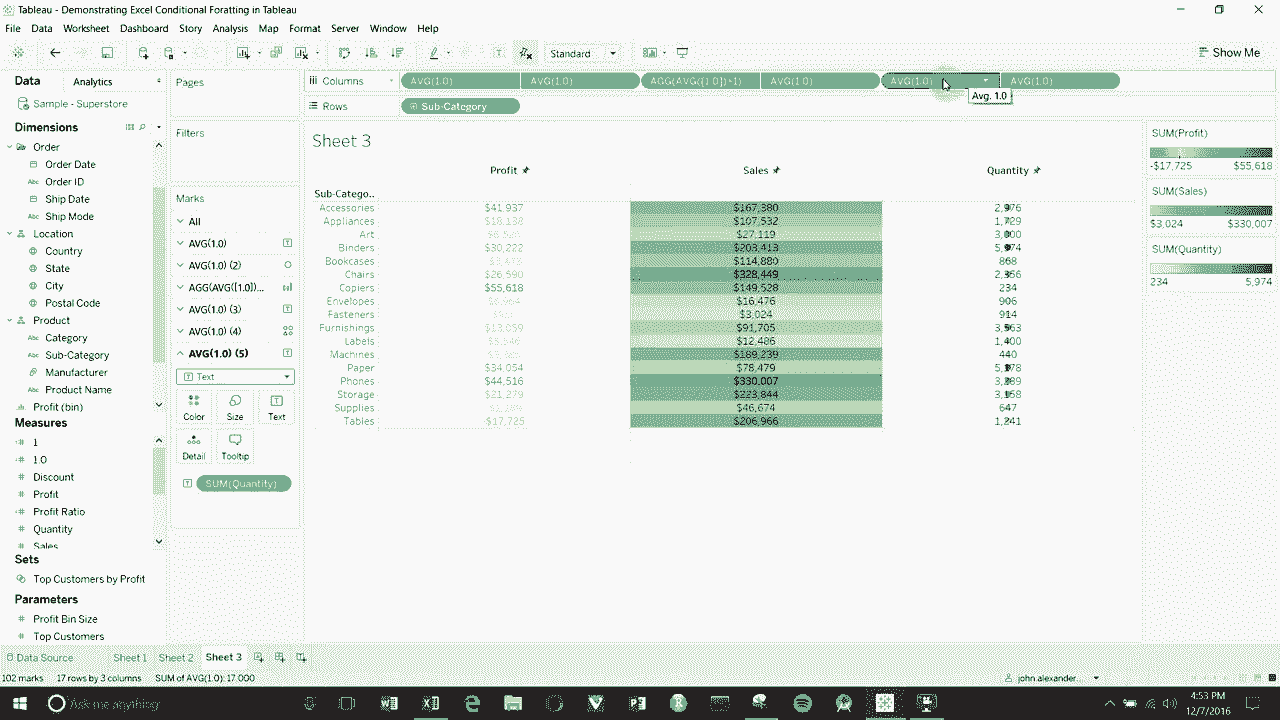 Tableau - Demonstrating Excel Conditional Foratting in Tableau
File Data Worksheet Dashboard Story Analysis Map Format Server Window Help
Standard
Show Me
Data Analytics
Sample - Superstore
Dimensions
Order
Order Date
Order ID
Ship Date
Ship Mode
Location
Country
State
City
Postal Code
Product
Category
Sub-Category
Manufacturer
Product Name
Profit (bin)
Measures
1
1.0
Discount
Profit
Profit Ratio
Quantity
Sales
Sets
Top Customers by Profit
Parameters
Profit Bin Size
Top Customers
Pages
Filters
Marks
All
AVG(1.0)
AVG(1.0) (2)
AGG(AVG([1.0])...
AVG(1.0) (3)
AVG(1.0) (4)
AVG(1.0) (5)
Text
Color Size Text
Detail Tooltip
SUM(Quantity)
Columns AVG(1.0) AVG(1.0) AGG(AVG([1.0])*1) AVG(1.0) AVG(1.0) AVG(1.0)
Avg. 1.0
Rows Sub-Category
Sheet 3
Profit Sales Quantity
Sub-Catego..
Accessories $41,937 $167,380 2,976
Appliances $18,138 $107,532 1,729
Art $27,119 3,000
Binders $30,222 $203,413 5,974
Bookcases $114,880 868
Chairs $26,590 $328,449 2,356
Copiers $55,618 $149,528 234
Envelopes $16,476 906
Fasteners $3,024 914
Furnishings $13,059 $91,705 3,563
Labels $12,486 1,400
Machines $189,239 440
Paper $34,054 $78,479 5,178
Phones $44,516 $330,007 3,289
Storage $21,279 $223,844 3,158
Supplies $46,674 647
Tables $17,725 $206,966 1,241
SUM(Profit)
-$17,725 $55,618
SUM(Sales)
$3,024 $330,007
SUM(Quantity)
234 5,974
Data Source Sheet 1 Sheet 2 Sheet 3
102 marks 17 rows by 3 columns SUM of AVG(1.0): 17.000
john.alexander...
Ask me anything
4:53 PM
12/7/2016